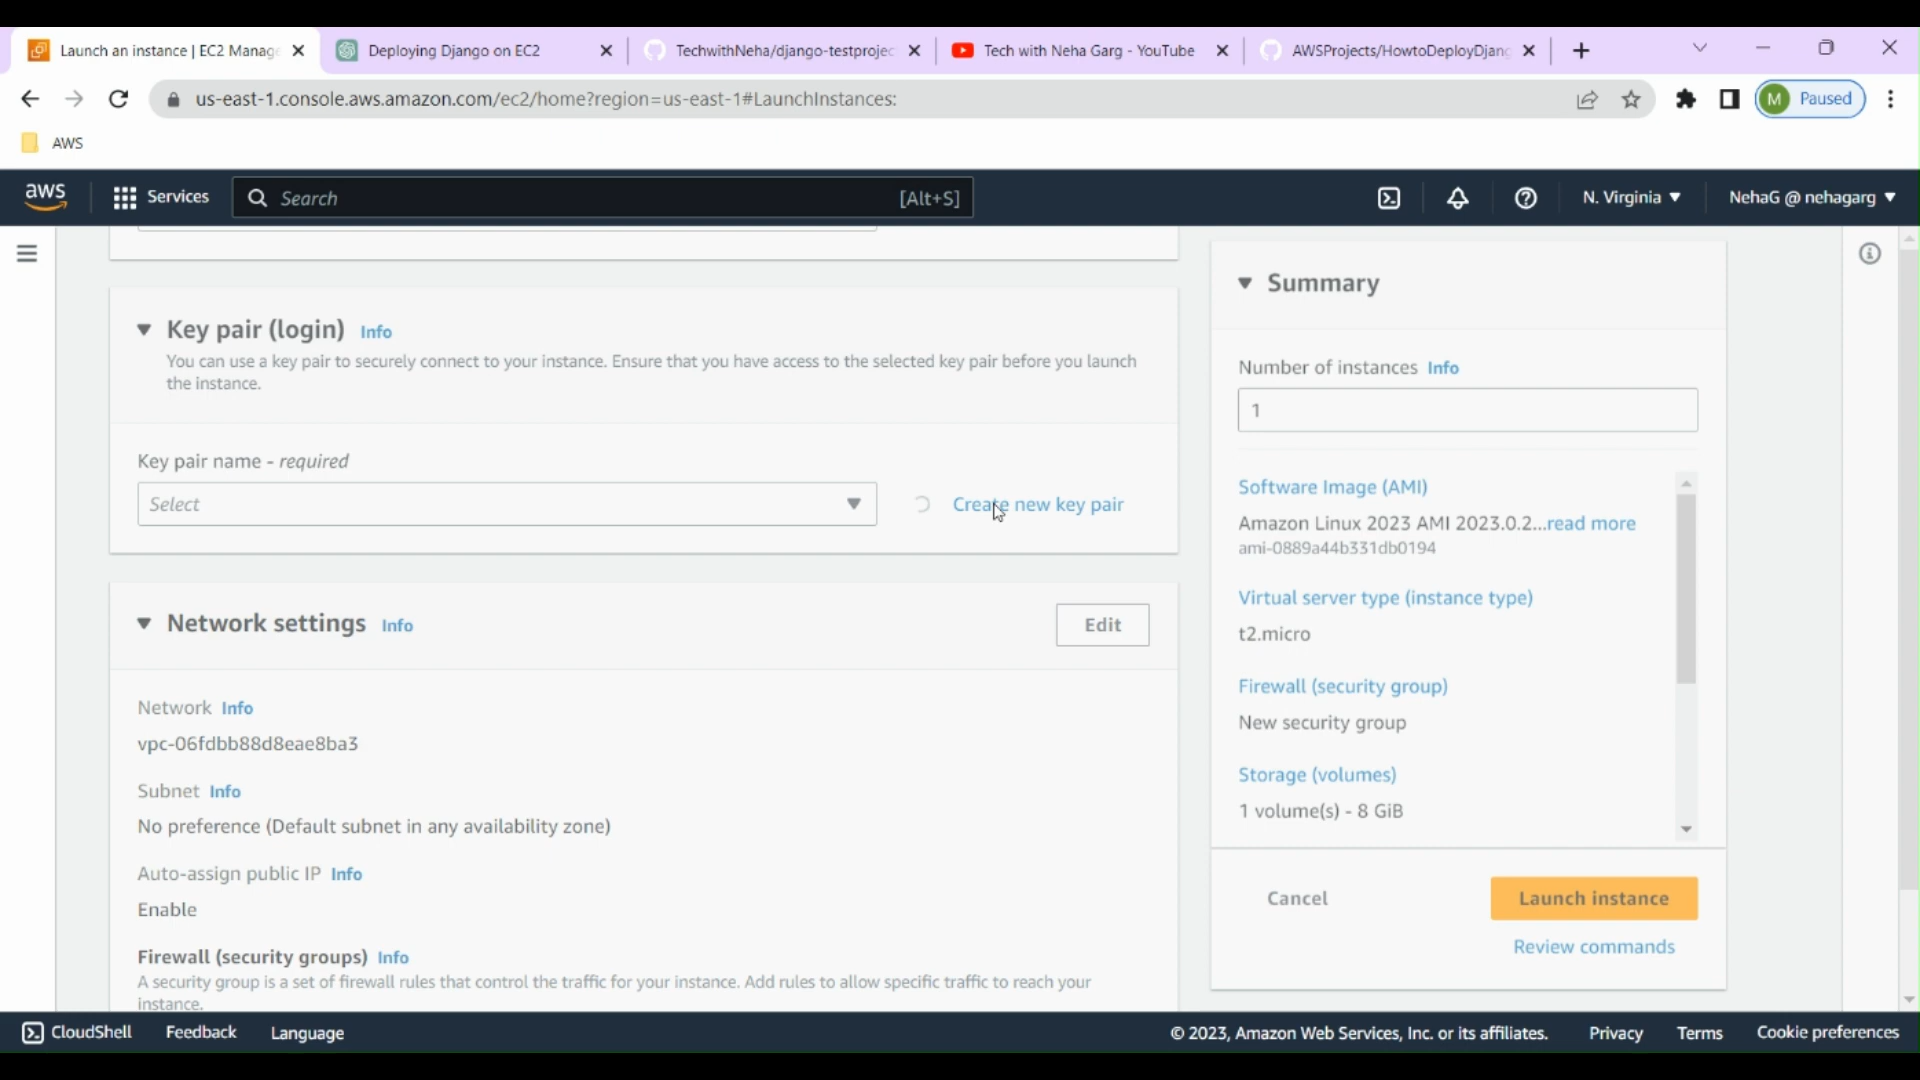 Launch an instance | EC2 Manage
Deploying Django on EC2
TechwithNeha/django-testprojec
Tech with Neha Garg - YouTube
AWSProjects/HowtoDeployDjang
us-east-1.console.aws.amazon.com/ec2/home?region=us-east-1#LaunchInstances:
M
Paused
AWS
aws
Services
Search
[Alt+S]
N. Virginia
NehaG @ nehagarg
Key pair (login) Info
You can use a key pair to securely connect to your instance. Ensure that you have access to the selected key pair before you launch
the instance.
Key pair name - required
Select
Create new key pair
Network settings Info
Edit
Network Info
vpc-06fdbb88d8eae8ba3
Subnet Info
No preference (Default subnet in any availability zone)
Auto-assign public IP Info
Enable
Firewall (security groups) Info
A security group is a set of firewall rules that control the traffic for your instance. Add rules to allow specific traffic to reach your
instance.
Summary
Number of instances Info
1
Software Image (AMI)
Amazon Linux 2023 AMI 2023.0.2...read more
ami-0889a44b331db0194
Virtual server type (instance type)
t2.micro
Firewall (security group)
New security group
Storage (volumes)
1 volume(s) - 8 GiB
Cancel
Launch instance
Review commands
CloudShell
Feedback
Language
© 2023, Amazon Web Services, Inc. or its affiliates.
Privacy
Terms
Cookie preferences